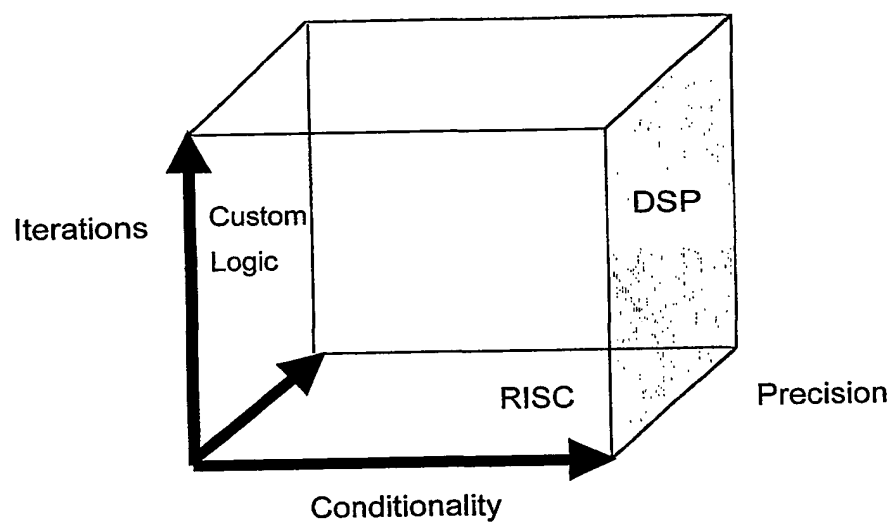 DSP
Custom
Iterations
Logic
RISC
Precision
Conditionality